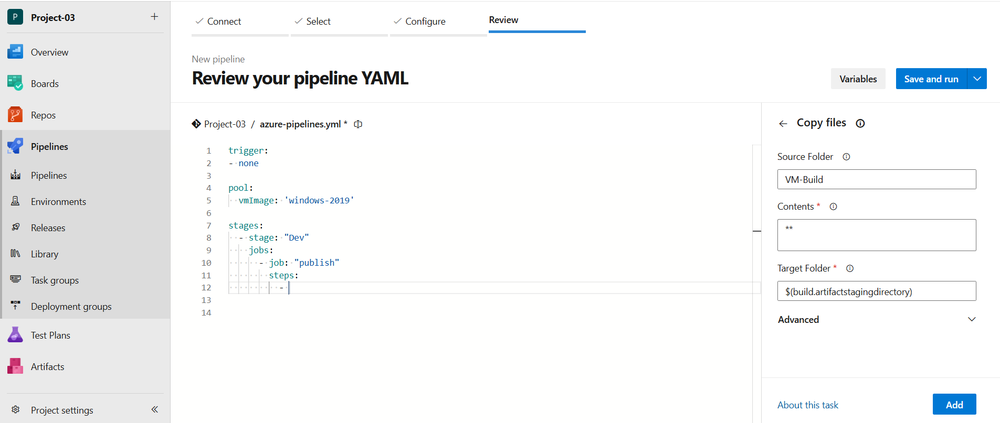 P Project-03 +
Overview
Boards
Repos
Pipelines
Pipelines
Environments
Releases
Library
Task groups
Deployment groups
Test Plans
Artifacts
Project settings
Connect
Select
Configure
Review
New pipeline
Review your pipeline YAML
Variables
Save and run
Project-03 / azure-pipelines.yml *
1 trigger:
2 - none
3
4 pool:
5 vmImage: 'windows-2019'
6
7 stages:
8 - stage: "Dev"
9 jobs:
10 - job: "publish"
11 steps:
12 -
13
14
Copy files
Source Folder
VM-Build
Contents *
**
Target Folder *
$(build.artifactstagingdirectory)
Advanced
About this task
Add